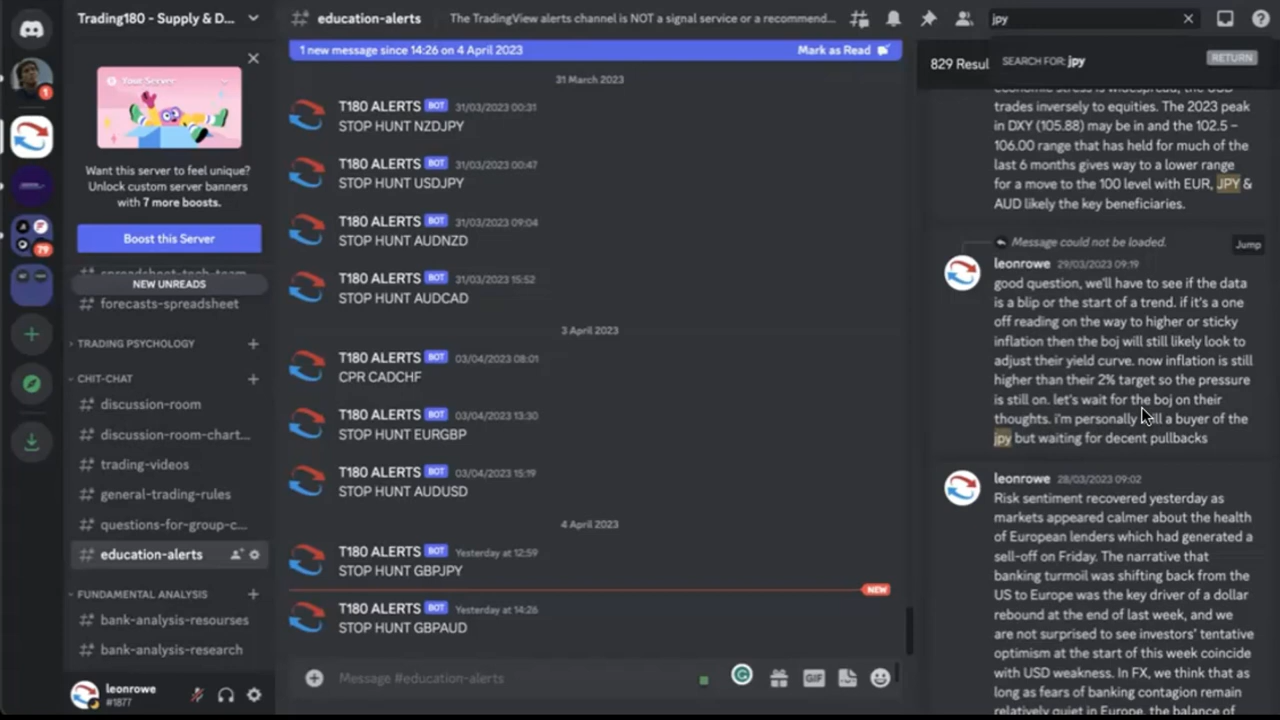 Trading180 - Supply & D...
Your Server
Want this server to feel unique?
Unlock custom server banners
with 7 more boosts.
Boost this Server
spreadsheet-tech-team
NEW UNREADS
forecasts-spreadsheet
TRADING PSYCHOLOGY
CHIT-CHAT
discussion-room
discussion-room-chart...
trading-videos
general-trading-rules
questions-for-group-c...
education-alerts
FUNDAMENTAL ANALYSIS
bank-analysis-resourses
bank-analysis-research
leonrowe
#1877
1
79
education-alerts
The TradingView alerts channel is NOT a signal service or a recommend...
1 new message since 14:26 on 4 April 2023
Mark as Read
31 March 2023
T180 ALERTS BOT 31/03/2023 00:31
STOP HUNT NZDJPY
T180 ALERTS BOT 31/03/2023 00:47
STOP HUNT USDJPY
T180 ALERTS BOT 31/03/2023 09:04
STOP HUNT AUDNZD
T180 ALERTS BOT 31/03/2023 15:52
STOP HUNT AUDCAD
3 April 2023
T180 ALERTS BOT 03/04/2023 08:01
CPR CADCHF
T180 ALERTS BOT 03/04/2023 13:30
STOP HUNT EURGBP
T180 ALERTS BOT 03/04/2023 15:19
STOP HUNT AUDUSD
4 April 2023
T180 ALERTS BOT Yesterday at 12:59
STOP HUNT GBPJPY
NEW
T180 ALERTS BOT Yesterday at 14:26
STOP HUNT GBPAUD
Message #education-alerts
GIF
jpy
829 Resul
SEARCH FOR: jpy
RETURN
economic stress is widespread, the USD
trades inversely to equities. The 2023 peak
in DXY (105.88) may be in and the 102.5 –
106.00 range that has held for much of the
last 6 months gives way to a lower range
for a move to the 100 level with EUR, JPY &
AUD likely the key beneficiaries.
Message could not be loaded.
Jump
leonrowe 29/03/2023 09:19
good question, we'll have to see if the data
is a blip or the start of a trend. if it's a one
off reading on the way to higher or sticky
inflation then the boj will still likely look to
adjust their yield curve. now inflation is still
higher than their 2% target so the pressure
is still on. let's wait for the boj on their
thoughts. i'm personally still a buyer of the
jpy but waiting for decent pullbacks
leonrowe 28/03/2023 09:02
Risk sentiment recovered yesterday as
markets appeared calmer about the health
of European lenders which had generated a
sell-off on Friday. The narrative that
banking turmoil was shifting back from the
US to Europe was the key driver of a dollar
rebound at the end of last week, and we
are not surprised to see investors' tentative
optimism at the start of this week coincide
with USD weakness. In FX, we think that as
long as fears of banking contagion remain
relatively quiet in Europe, the balance of